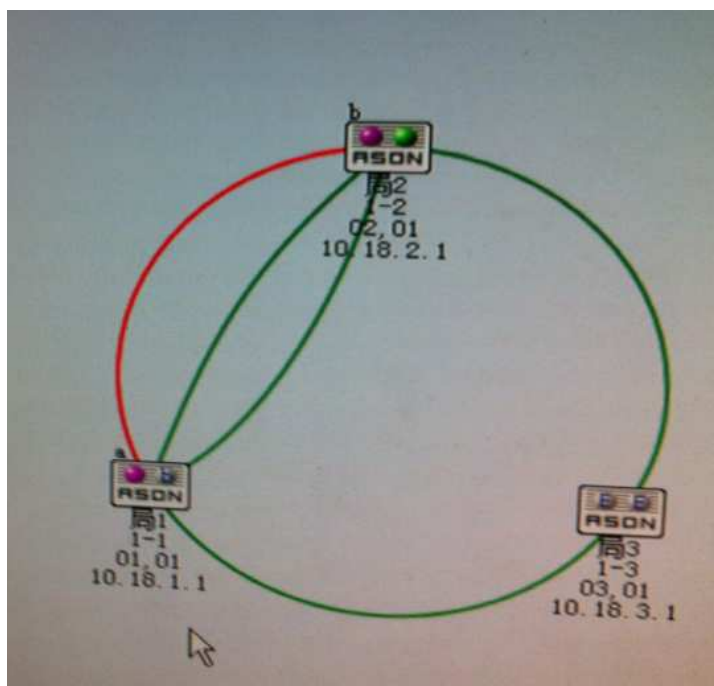 b
ASON
局2
1-2
02,01
10.18.2.1
a
ASON
局1
1-1
01,01
10.18.1.1
ASON
局3
1-3
03,01
10.18.3.1